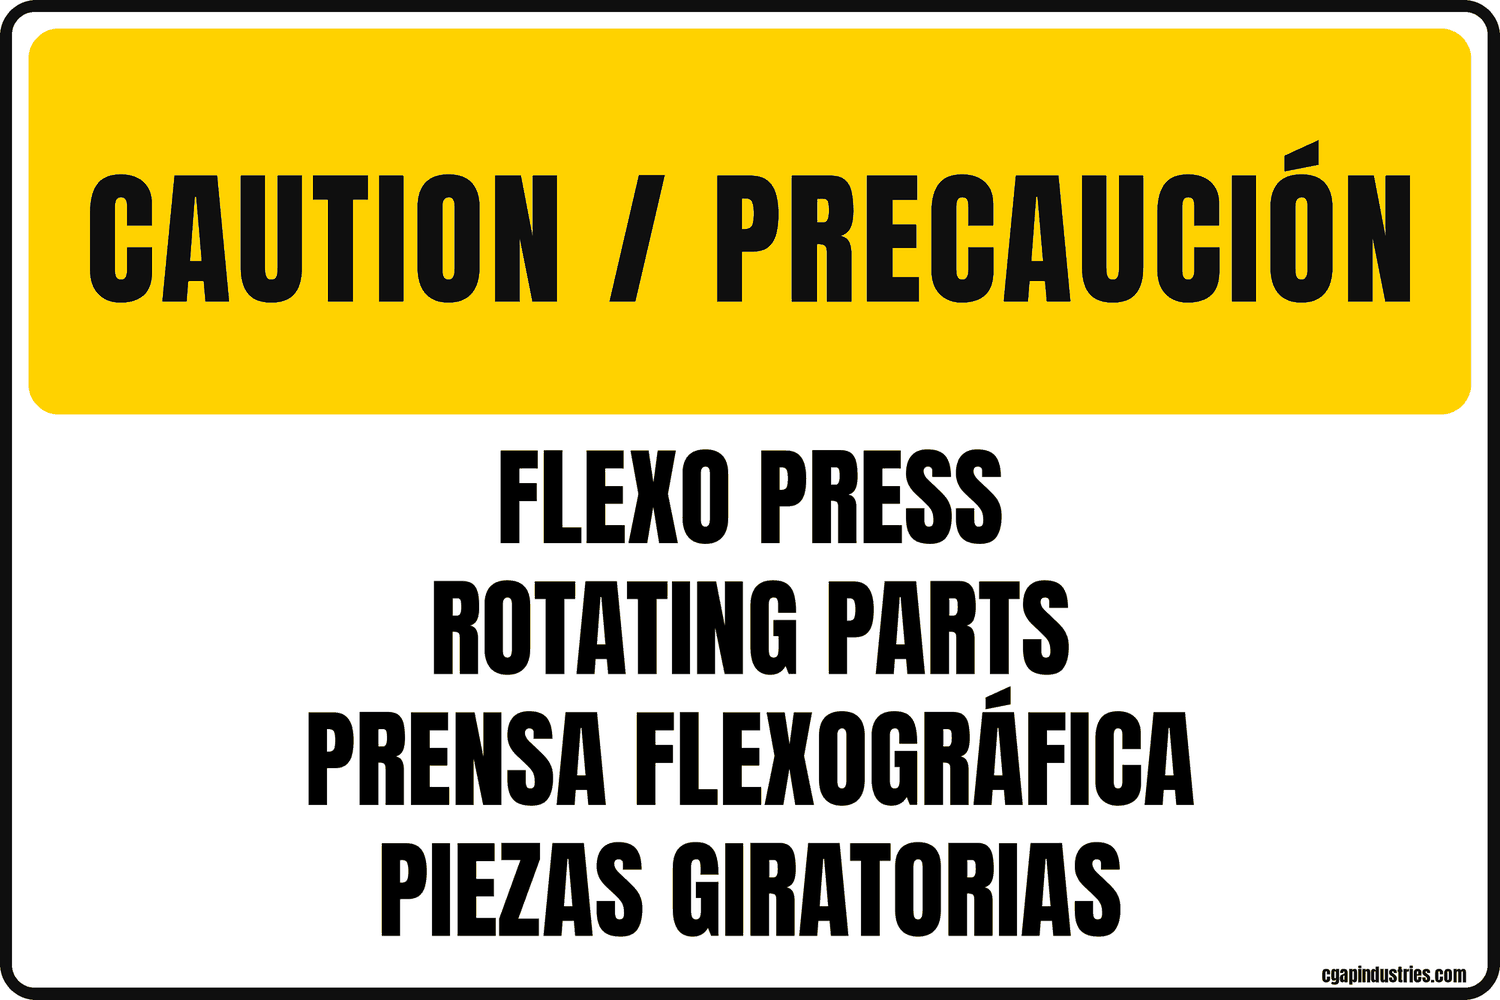 CAUTION / PRECAUCIÓN
FLEXO PRESS
ROTATING PARTS
PRENSA FLEXOGRÁFICA
PIEZAS GIRATORIAS
cgapindustries.com